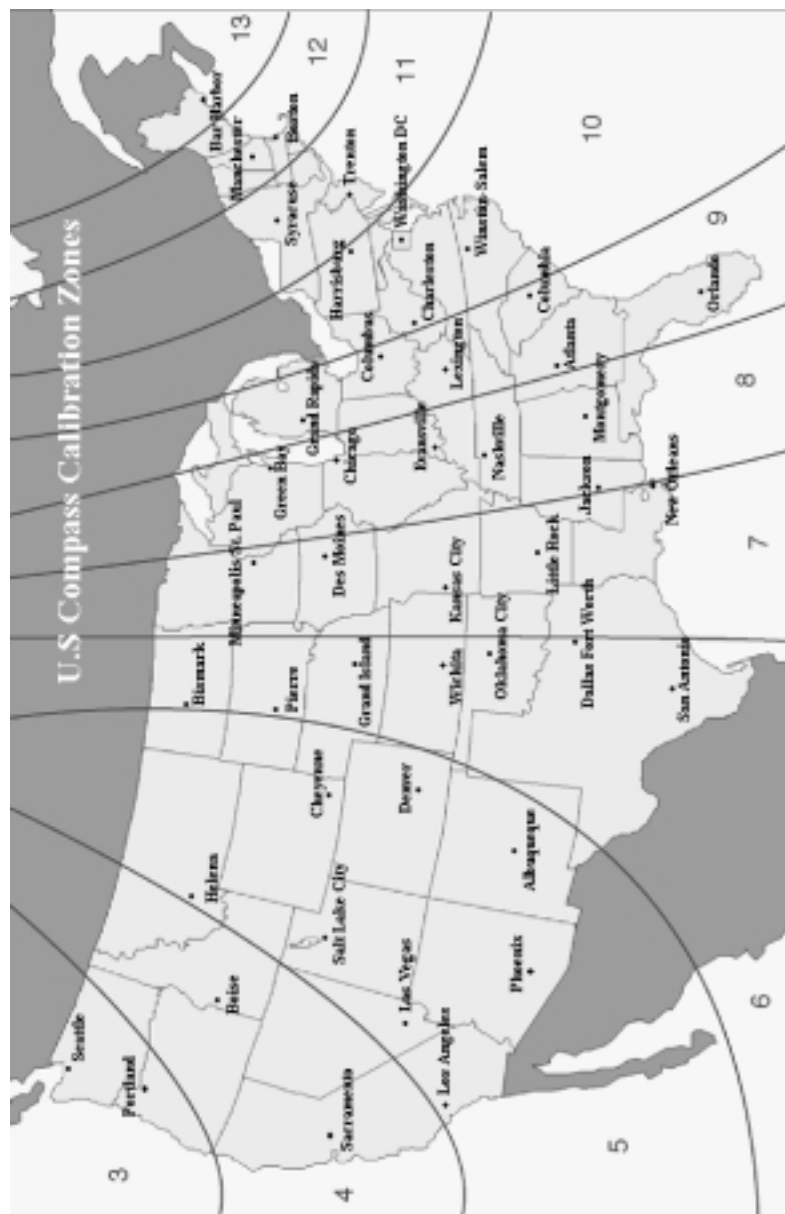 U.S Compass Calibration Zones
Seattle
Portland
Helena
Boise
Sacramenia
Salt Lake City
Las Vegas
Los Angeles
Phoenix
Cheyenne
Denver
Albuqueque
Bismark
Pierre
Grand Island
Wichita
Oklahoma City
Dallas Fort Worth
San Antonia
Minneapolis St. Paul
Des Moines
Kansas City
Little Rock
Green Bay
Chicago
Grand Rapids
Evansville
Nashville
Jackson
New Orleans
Montgomery
Atlanta
Columbus
Lexington
Charleston
Columbia
Orlando
Winston-Salem
Washington DC
Harrisburg
Trenton
Syracuse
Boston
Manchester
Bar Harbor
3
4
5
6
7
8
9
10
11
12
13